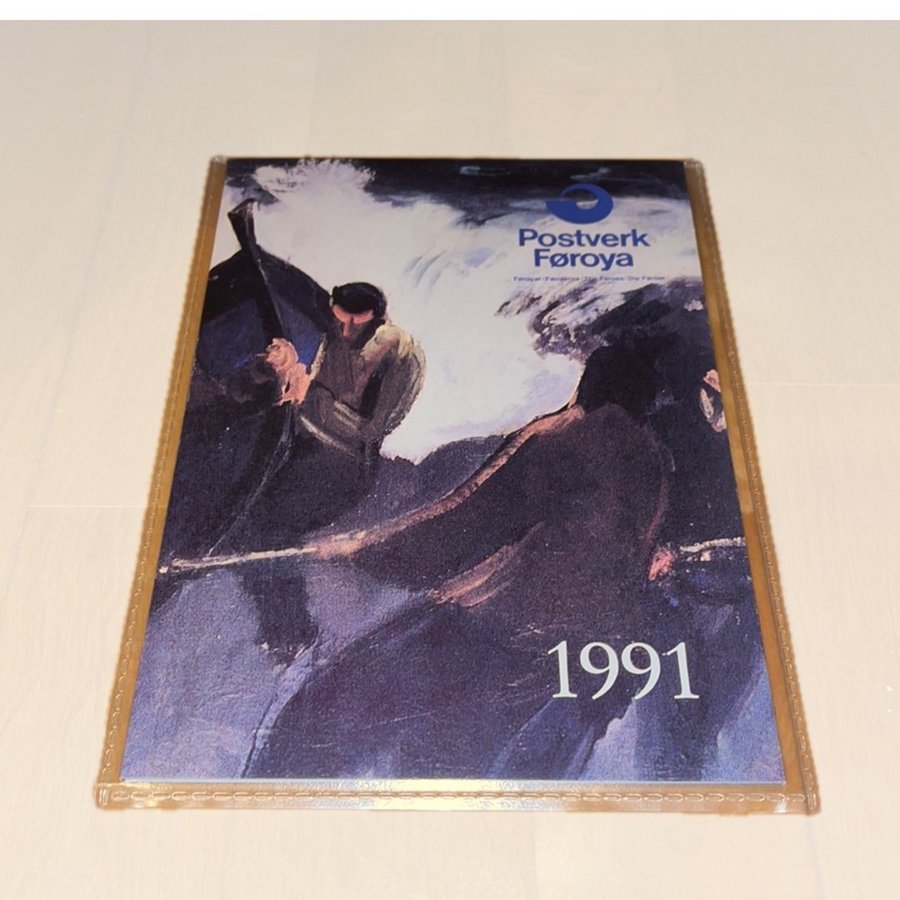 Postverk
Føroya
Føroyar / Færøerne / The Faroes / Die Färöer
1991